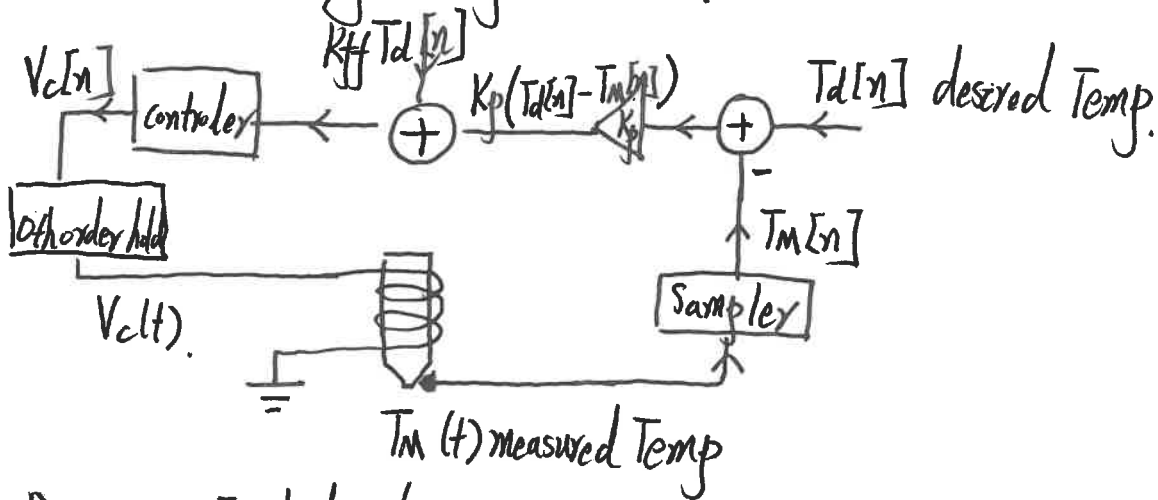 Kff Td[n]
Vc[n]
Kp(Td[n]-TM[n])
Td[n] desired Temp.
controler
+
Kp
+
-
0th order hold
TM[n]
Sampler
Vc(t).
TM(t) measured Temp